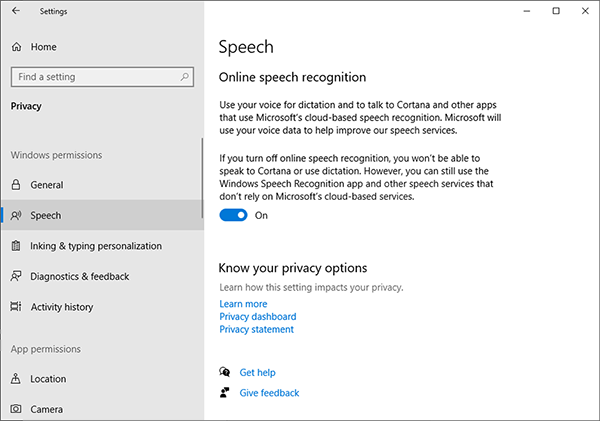 Settings
Home
Find a setting
Privacy
Windows permissions
General
Speech
Inking & typing personalization
Diagnostics & feedback
Activity history
App permissions
Location
Camera
Speech
Online speech recognition
Use your voice for dictation and to talk to Cortana and other apps
that use Microsoft's cloud-based speech recognition. Microsoft will
use your voice data to help improve our speech services.
If you turn off online speech recognition, you won't be able to
speak to Cortana or use dictation. However, you can still use the
Windows Speech Recognition app and other speech services that
don't rely on Microsoft's cloud-based services.
On
Know your privacy options
Learn how this setting impacts your privacy.
Learn more
Privacy dashboard
Privacy statement
Get help
Give feedback